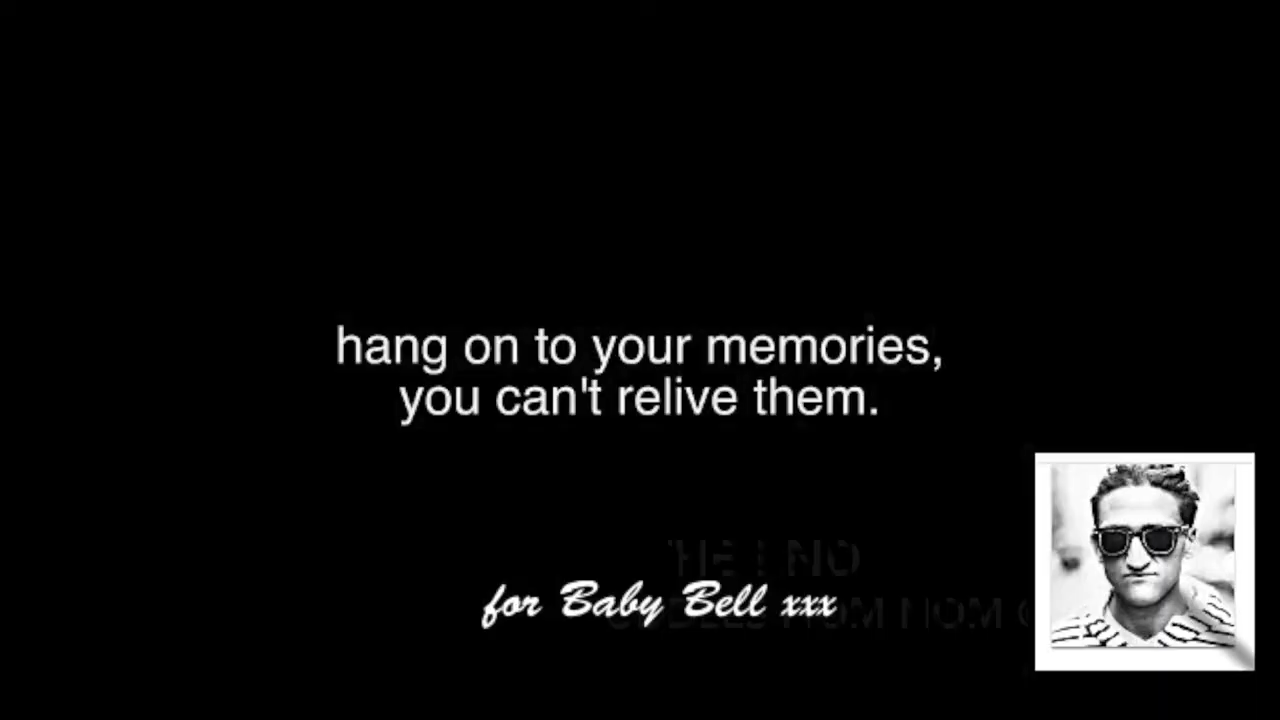 hang on to your memories,
you can't relive them.
for Baby Bell xxx